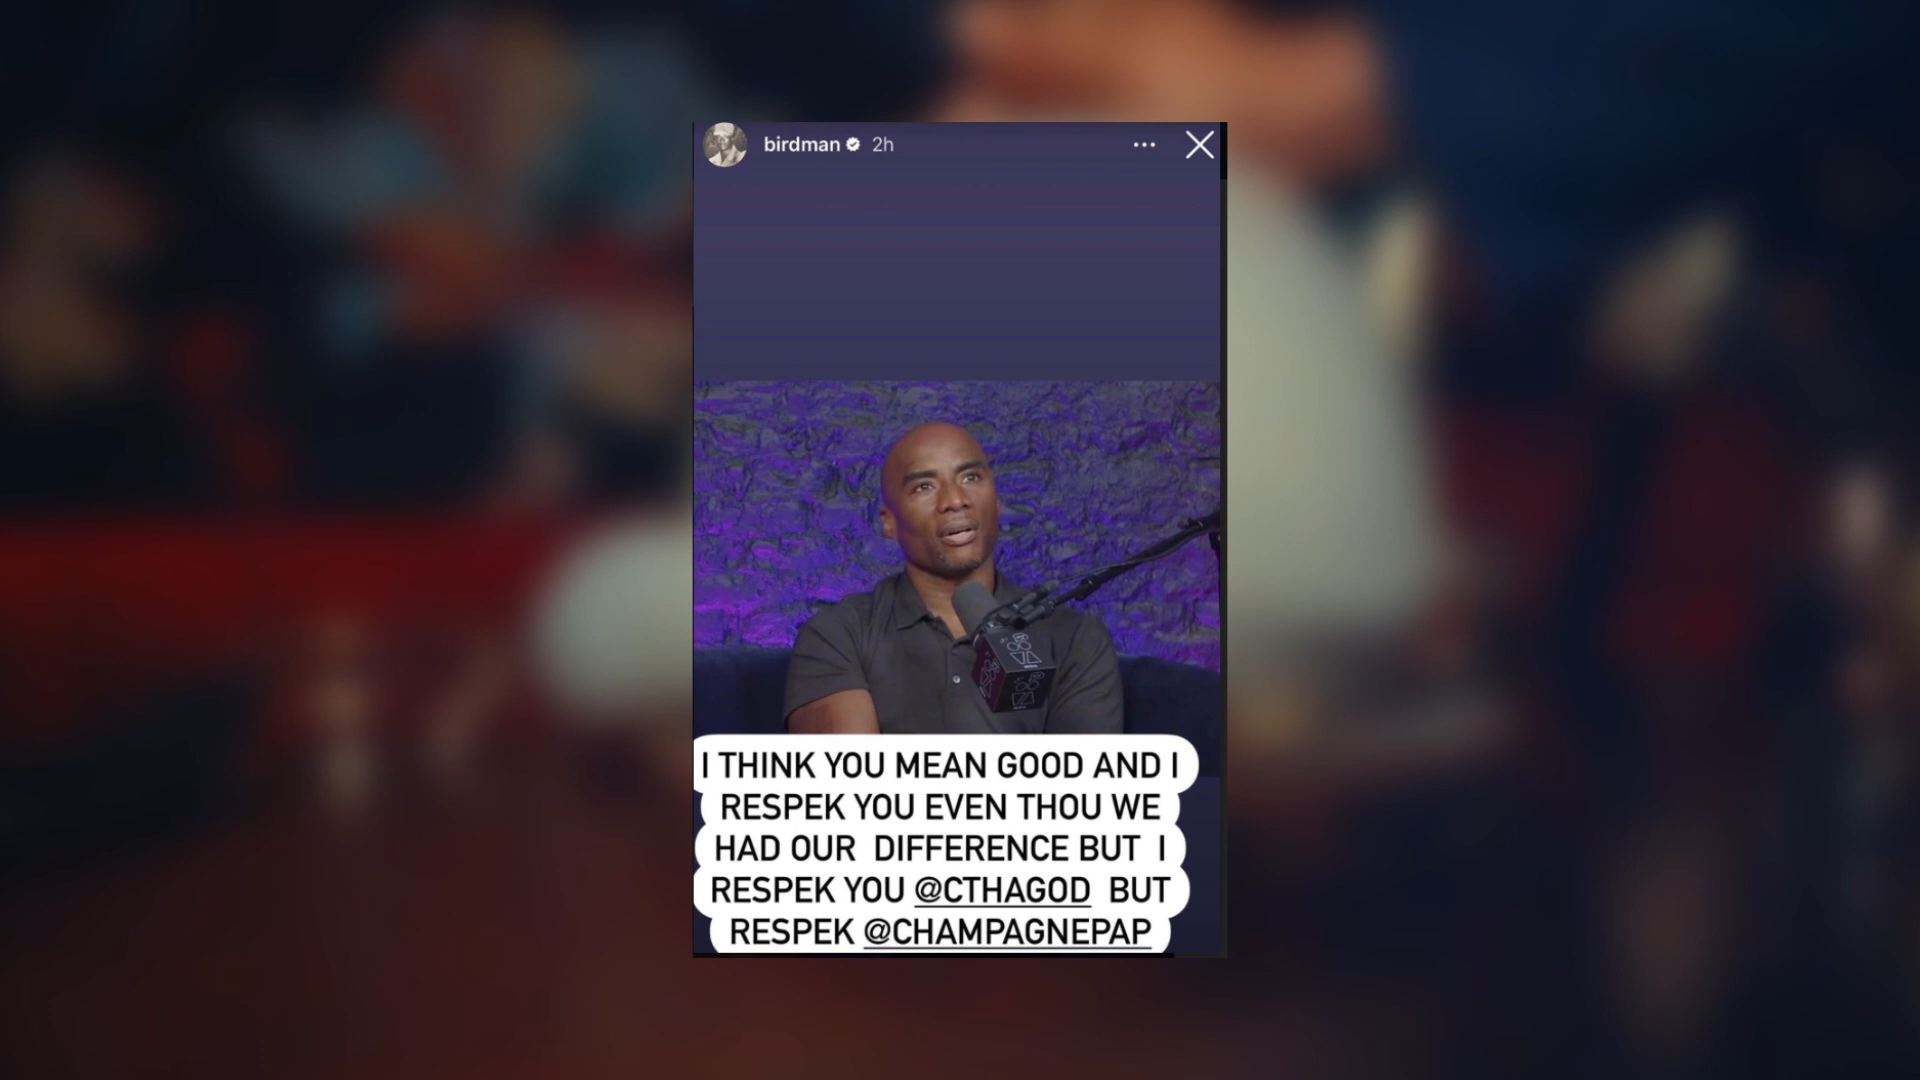 birdman 2h
I THINK YOU MEAN GOOD AND I
RESPEK YOU EVEN THOU WE
HAD OUR DIFFERENCE BUT I
RESPEK YOU @CTHAGOD BUT
RESPEK @CHAMPAGNEPAP